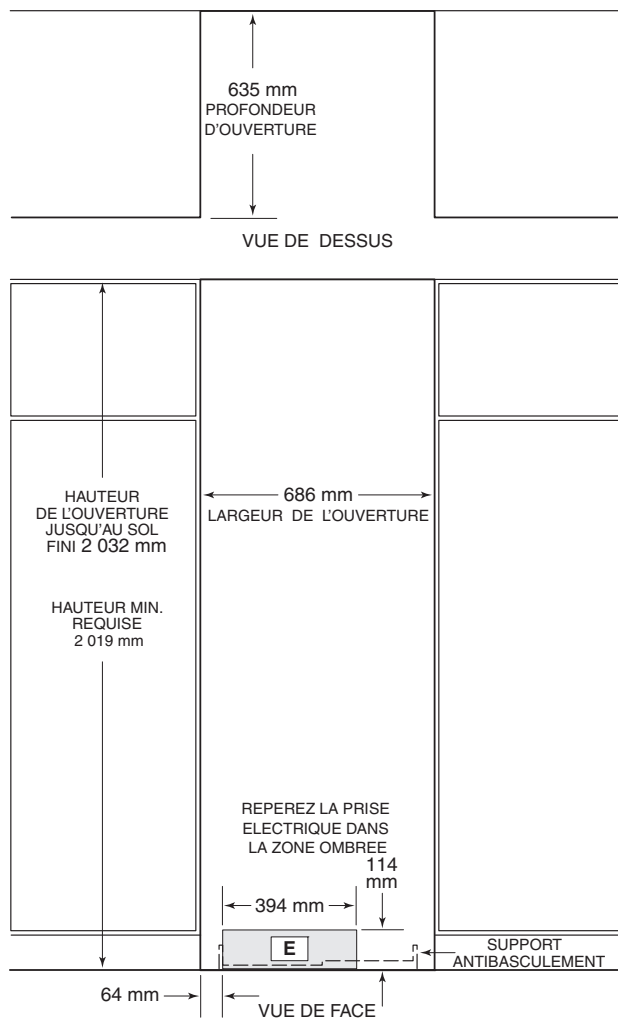 635 mm
PROFONDEUR
D'OUVERTURE
VUE DE DESSUS
HAUTEUR
DE L'OUVERTURE
JUSQU'AU SOL
FINI 2 032 mm
686 mm
LARGEUR DE L'OUVERTURE
HAUTEUR MIN.
REQUISE
2 019 mm
REPEREZ LA PRISE
ELECTRIQUE DANS
LA ZONE OMBREE
114
mm
394 mm
E
SUPPORT
ANTIBASCULEMENT
64 mm
VUE DE FACE